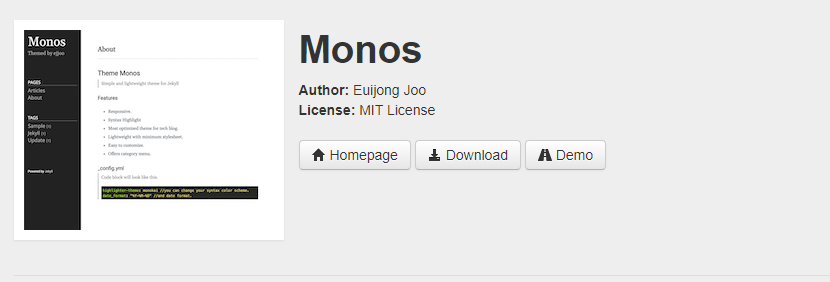 Monos
Themed by ejjoo
PAGES
Articles
About
TAGS
Sample (1)
Jekyll (1)
Update (1)
Powered by Jekyll
About
Theme Monos
Simple and lightweight theme for Jekyll
Features
Responsive.
Syntax Highlight
Most optimized theme for tech blog.
Lightweight with minimum stylesheet.
Easy to customize.
Offers category menu.
_config.yml
Code block will look like this.
highlighter-theme: monokai //you can change your syntax color scheme.
date_format: "%Y-%m-%d" //and date format.
Monos
Author: Euijong Joo
License: MIT License
Homepage
Download
Demo